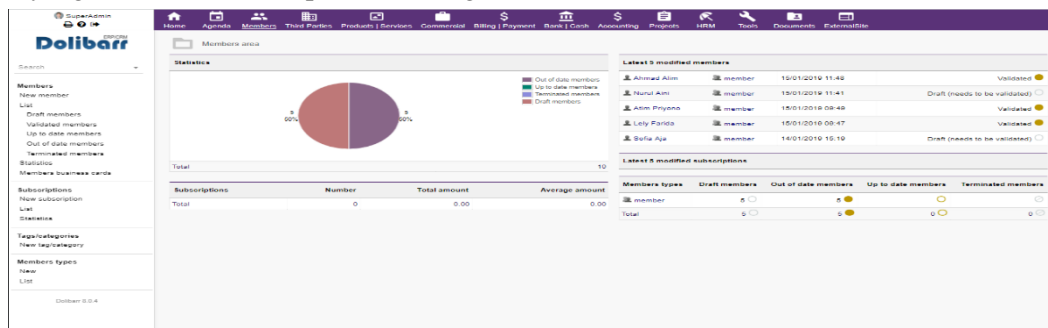 SuperAdmin
Home Agenda Members Third Parties Products | Services Commercial Billing | Payment Bank | Cash Accounting Projects HRM Tools Documents ExternalSite
Dolibarr
ERP/CRM
Search
Members
New member
List
Draft members
Validated members
Up to date members
Out of date members
Terminated members
Statistics
Members business cards
Subscriptions
New subscription
List
Statistics
Tags/categories
New tag/category
Members types
New
List
Dolibarr 8.0.4
Members area
Statistics
Out of date members
Up to date members
Terminated members
Draft members
5
5
Total 10
Subscriptions Number Total amount Average amount
Total 0 0.00 0.00
Latest 5 modified members
Ahmad Alim member 15/01/2019 11:45 Validated
Nurul Aini member 15/01/2019 11:41 Draft (needs to be validated)
Atim Priyono member 15/01/2019 09:49 Validated
Lely Farida member 15/01/2019 09:47 Validated
Sofia Aja member 14/01/2019 15:19 Draft (needs to be validated)
Latest 5 modified subscriptions
Members types Draft members Out of date members Up to date members Terminated members
member 5 5
Total 5 5 0 0